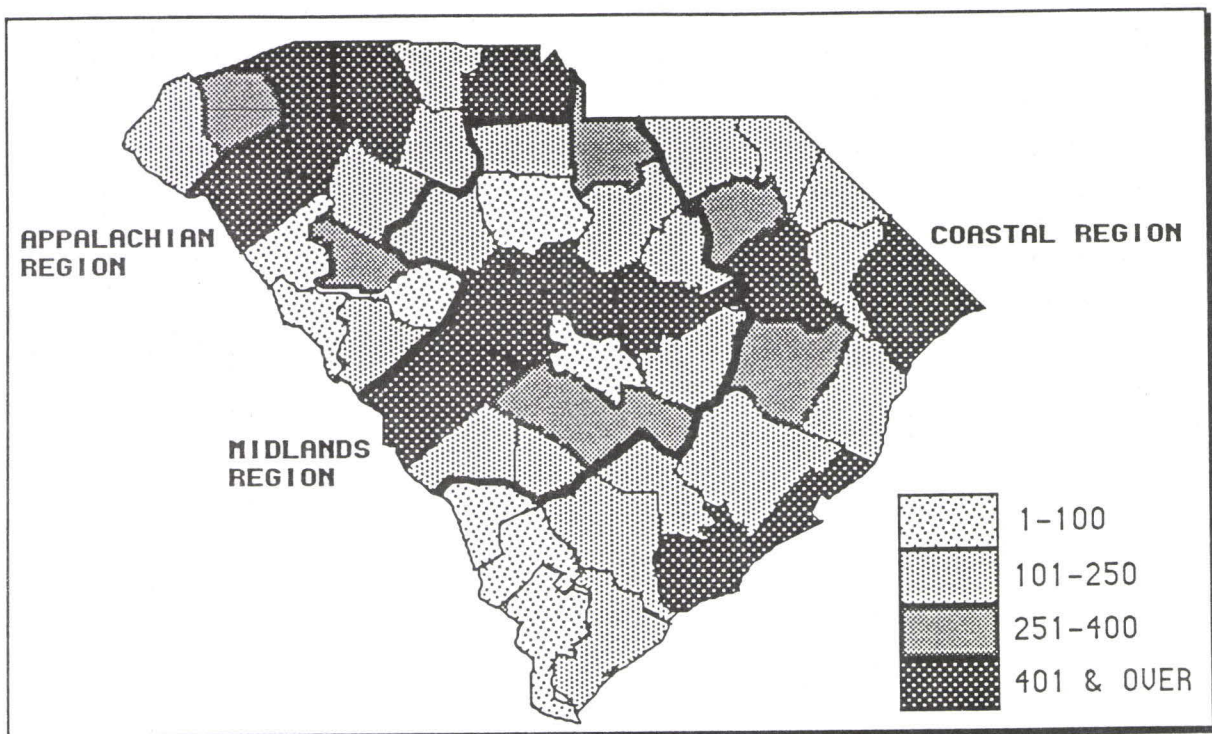 APPALACHIAN
REGION
COASTAL REGION
MIDLANDS
REGION
1-100
101-250
251-400
401 & OVER